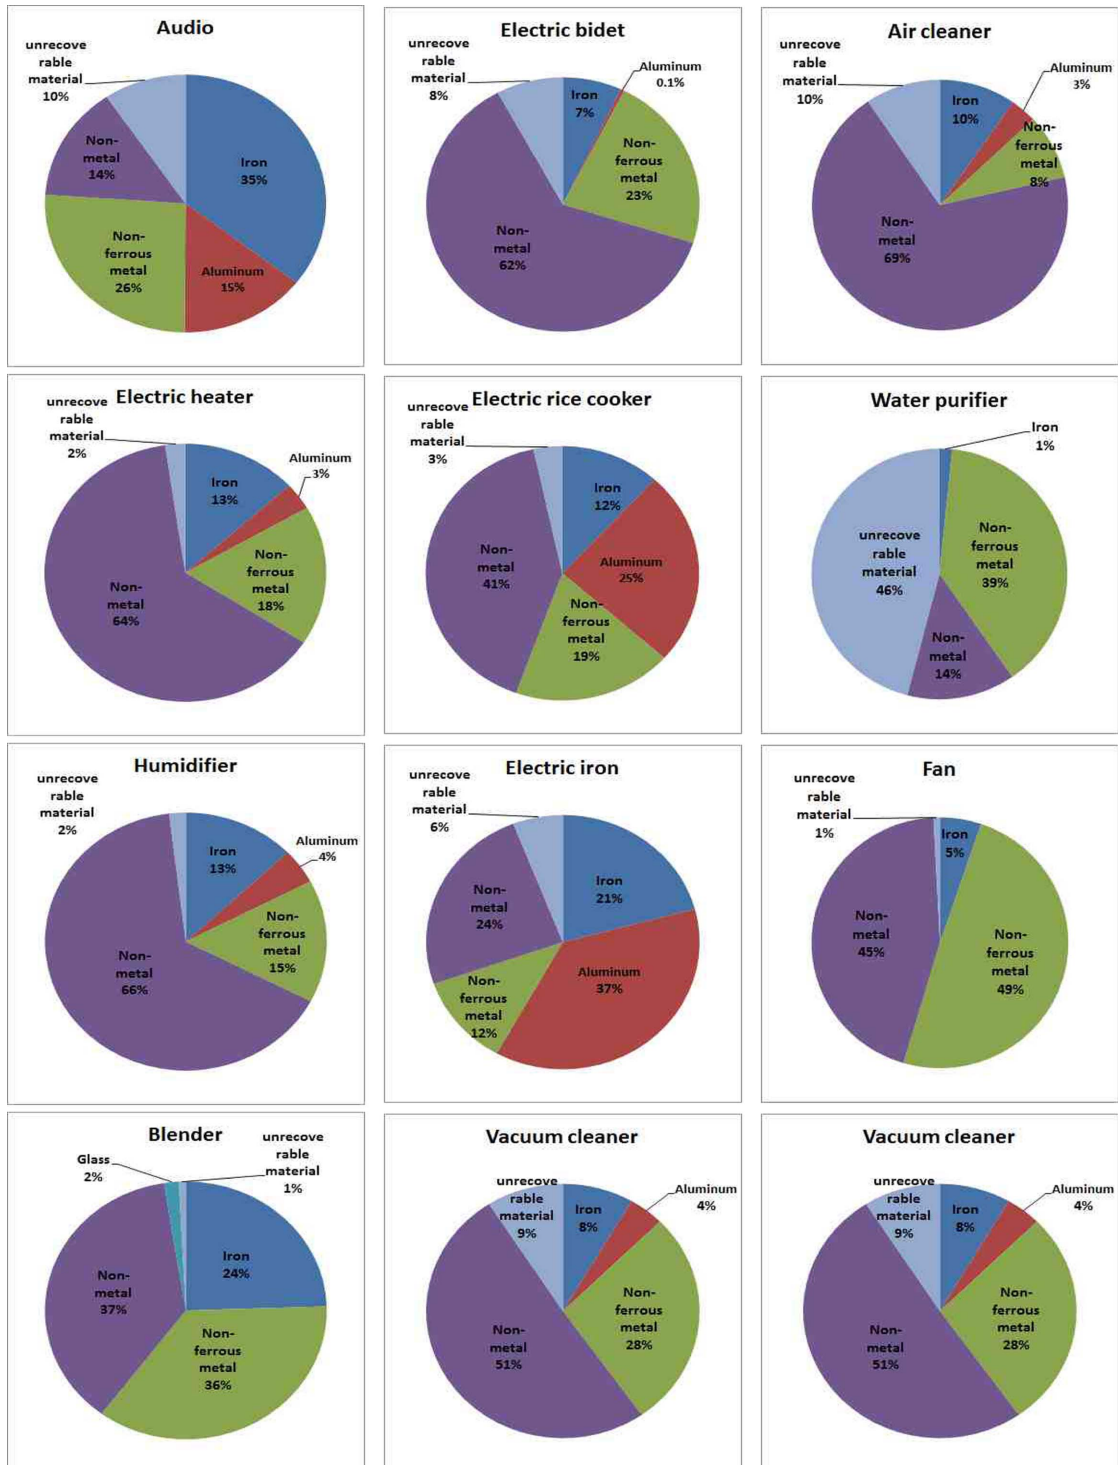 Audio
unrecove
rable
material
10%
Iron
35%
Non-
metal
14%
Non-
ferrous
metal
26%
Aluminum
15%
Electric bidet
unrecove
rable
material
8%
Aluminum
0.1%
Iron
7%
Non-
ferrous
metal
23%
Non-
metal
62%
Air cleaner
unrecove
rable
material
10%
Aluminum
3%
Iron
10%
Non-
ferrous
metal
8%
Non-
metal
69%
Electric heater
unrecove
rable
material
2%
Aluminum
3%
Iron
13%
Non-
ferrous
metal
18%
Non-
metal
64%
Electric rice cooker
unrecove
rable
material
3%
Iron
12%
Non-
metal
41%
Aluminum
25%
Non-
ferrous
metal
19%
Water purifier
Iron
1%
unrecove
rable
material
46%
Non-
ferrous
metal
39%
Non-
metal
14%
Humidifier
unrecove
rable
material
2%
Aluminum
4%
Iron
13%
Non-
ferrous
metal
15%
Non-
metal
66%
Electric iron
unrecove
rable
material
6%
Iron
21%
Non-
metal
24%
Aluminum
37%
Non-
ferrous
metal
12%
Fan
unrecove
rable
material
1%
Iron
5%
Non-
metal
45%
Non-
ferrous
metal
49%
Blender
Glass
2%
unrecove
rable
material
1%
Iron
24%
Non-
metal
37%
Non-
ferrous
metal
36%
Vacuum cleaner
unrecove
rable
material
9%
Iron
8%
Aluminum
4%
Non-
ferrous
metal
28%
Non-
metal
51%
Vacuum cleaner
unrecove
rable
material
9%
Iron
8%
Aluminum
4%
Non-
ferrous
metal
28%
Non-
metal
51%